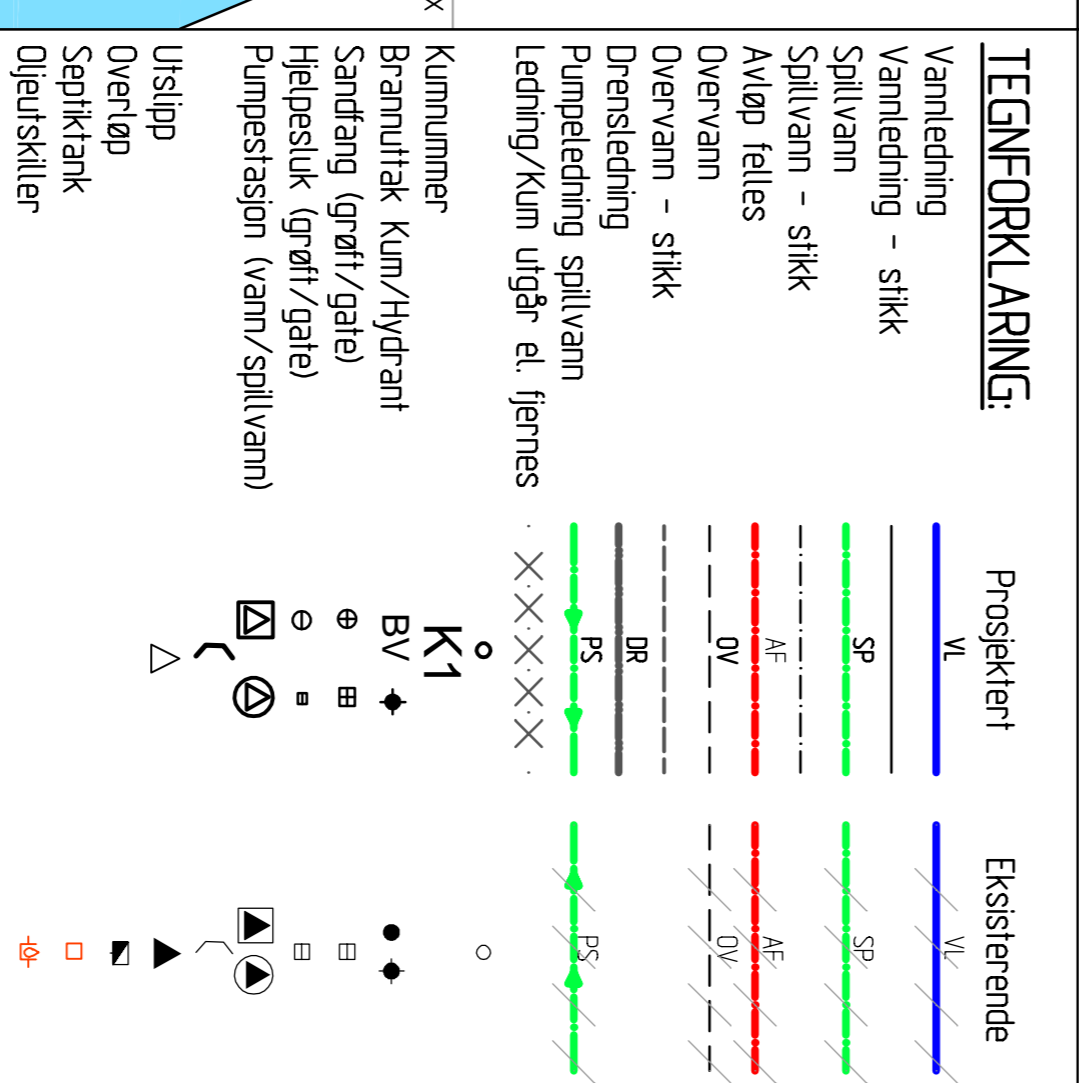 TEGNFORKLARING:
Prosjektert
Eksisterende
Vannledning
VL
VL
Vannledning - stikk
Spillvann
SP
SP
Spillvann - stikk
Avløp felles
AF
AF
Overvann
OV
OV
Overvann - stikk
Drensledning
DR
Pumpeledning spillvann
PS
PS
Ledning/Kum utgår el. fjernes
Kumnummer
K1
Brannuttak Kum/Hydrant
BV
Sandfang (grøft/gate)
Hjelpesluk (grøft/gate)
Pumpestasjon (vann/spillvann)
Utslipp
Overløp
Septiktank
Oljeutskiller